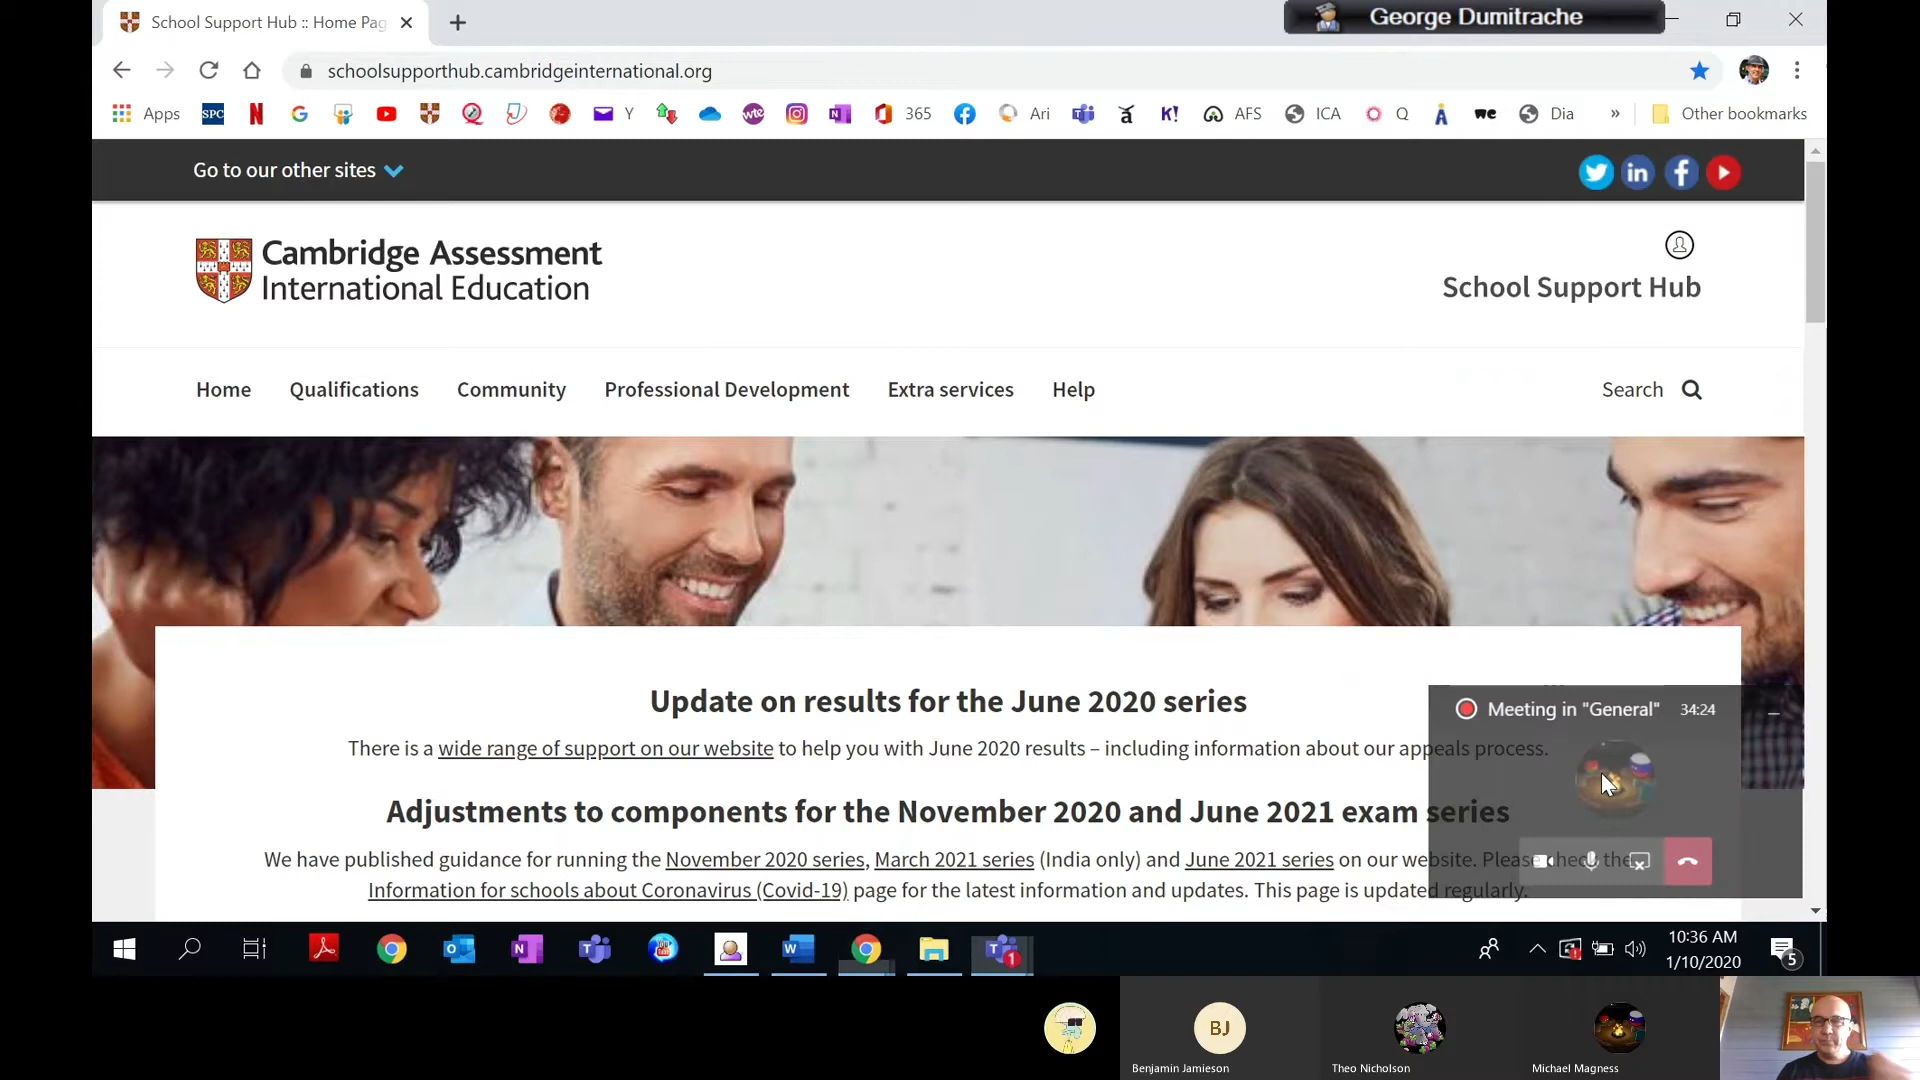 School Support Hub :: Home Pag
George Dumitrache
schoolsupporthub.cambridgeinternational.org
Apps
SPC
Y
365
Ari
K!
AFS
ICA
Q
we
Dia
»
Other bookmarks
Go to our other sites
Cambridge Assessment
International Education
School Support Hub
Home
Qualifications
Community
Professional Development
Extra services
Help
Search
Update on results for the June 2020 series
There is a wide range of support on our website to help you with June 2020 results – including information about our appeals process.
Adjustments to components for the November 2020 and June 2021 exam series
We have published guidance for running the November 2020 series, March 2021 series (India only) and June 2021 series on our website. Please check the
Information for schools about Coronavirus (Covid-19) page for the latest information and updates. This page is updated regularly.
Meeting in "General"
34:24
10:36 AM
1/10/2020
1
5
BJ
Benjamin Jamieson
Theo Nicholson
Michael Magness